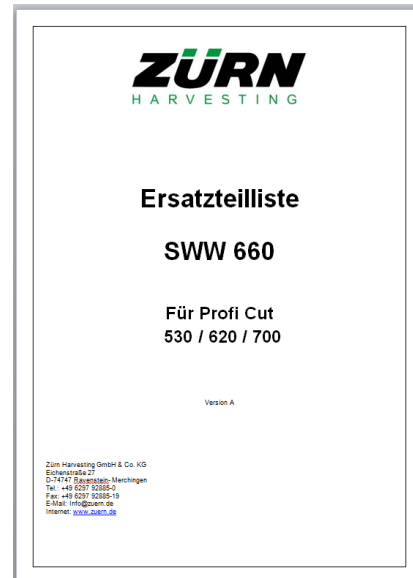 ZÜRN
HARVESTING
Ersatzteilliste
SWW 660
Für Profi Cut
530 / 620 / 700
Version A
Zürn Harvesting GmbH & Co. KG
Eichenstraße 27
D-74747 Ravenstein- Merchingen
Tel.: +49 6297 92885-0
Fax: +49 6297 92885-19
E-Mail: Info@zuern.de
Internet: www.zuern.de